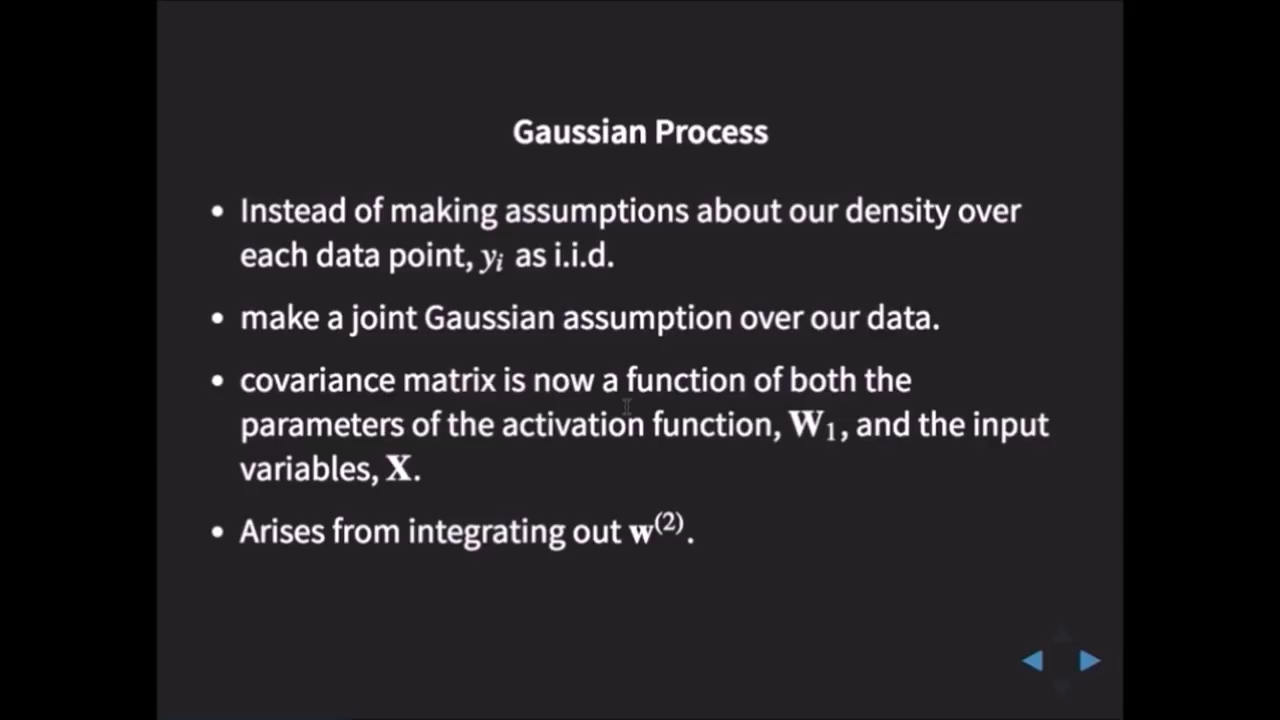 Gaussian Process
• Instead of making assumptions about our density over
each data point, yᵢ as i.i.d.
• make a joint Gaussian assumption over our data.
• covariance matrix is now a function of both the
parameters of the activation function, W₁, and the input
variables, X.
• Arises from integrating out w⁽²⁾.